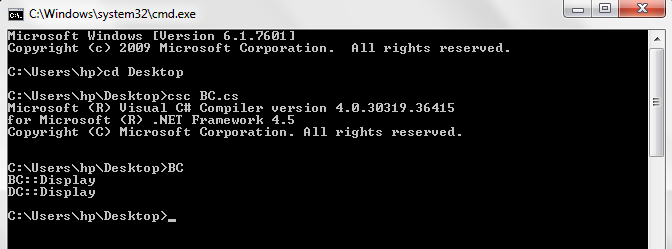 C:\Windows\system32\cmd.exe
Microsoft Windows [Version 6.1.7601]
Copyright (c) 2009 Microsoft Corporation.  All rights reserved.
C:\Users\hp>cd Desktop
C:\Users\hp\Desktop>csc BC.cs
Microsoft (R) Visual C# Compiler version 4.0.30319.36415
for Microsoft (R) .NET Framework 4.5
Copyright (C) Microsoft Corporation. All rights reserved.
C:\Users\hp\Desktop>BC
BC::Display
DC::Display
C:\Users\hp\Desktop>_